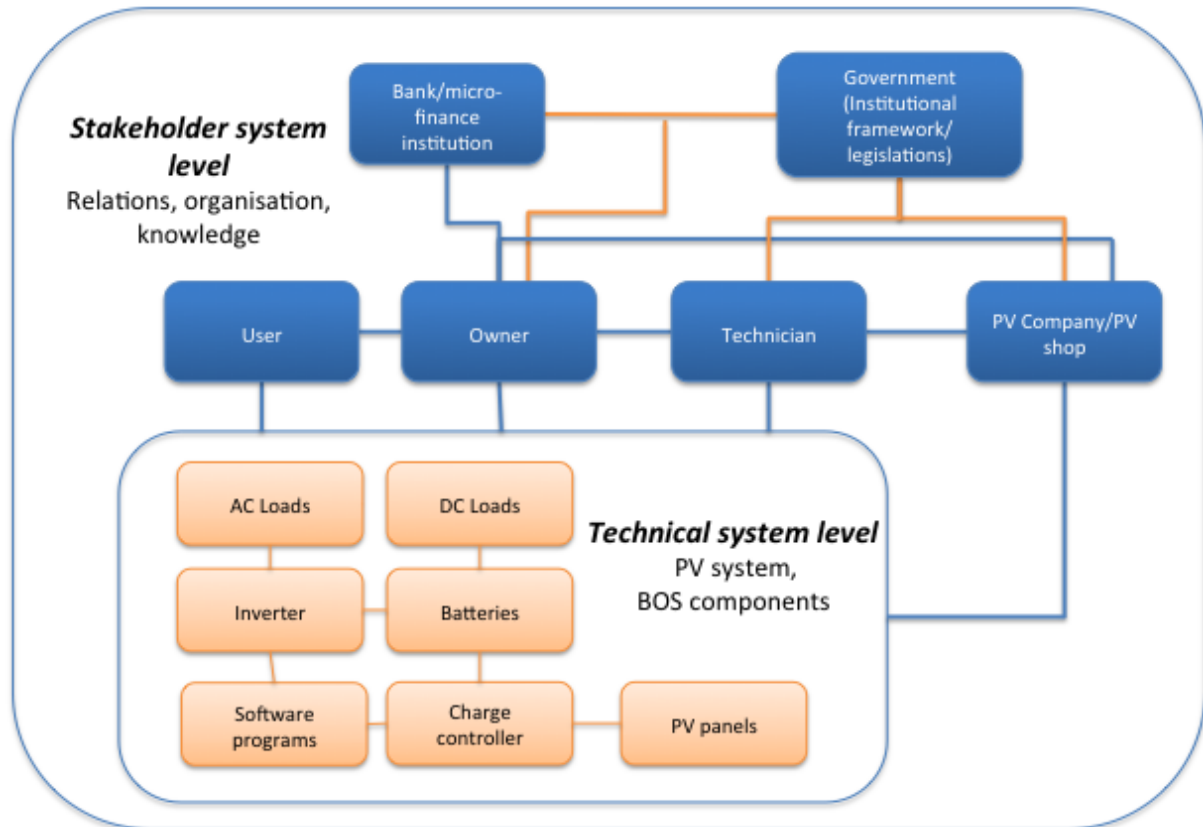 Bank/micro-
finance
institution
Government
(Institutional
framework/
legislations)
Stakeholder system
level
Relations, organisation,
knowledge
User
Owner
Technician
PV Company/PV
shop
AC Loads
DC Loads
Technical system level
PV system,
BOS components
Inverter
Batteries
Software
programs
Charge
controller
PV panels